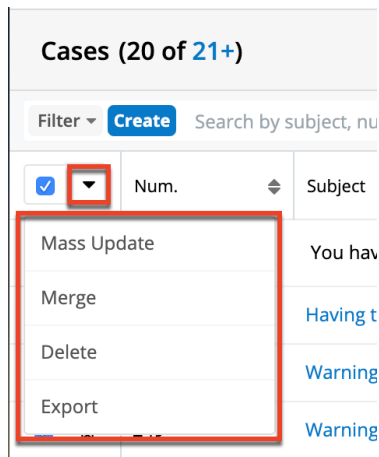 Cases (20 of 21+)
Filter Create Search by subject, nu
Num. Subject
Mass Update
You hav
Merge
Having t
Delete
Warning
Export
Warning